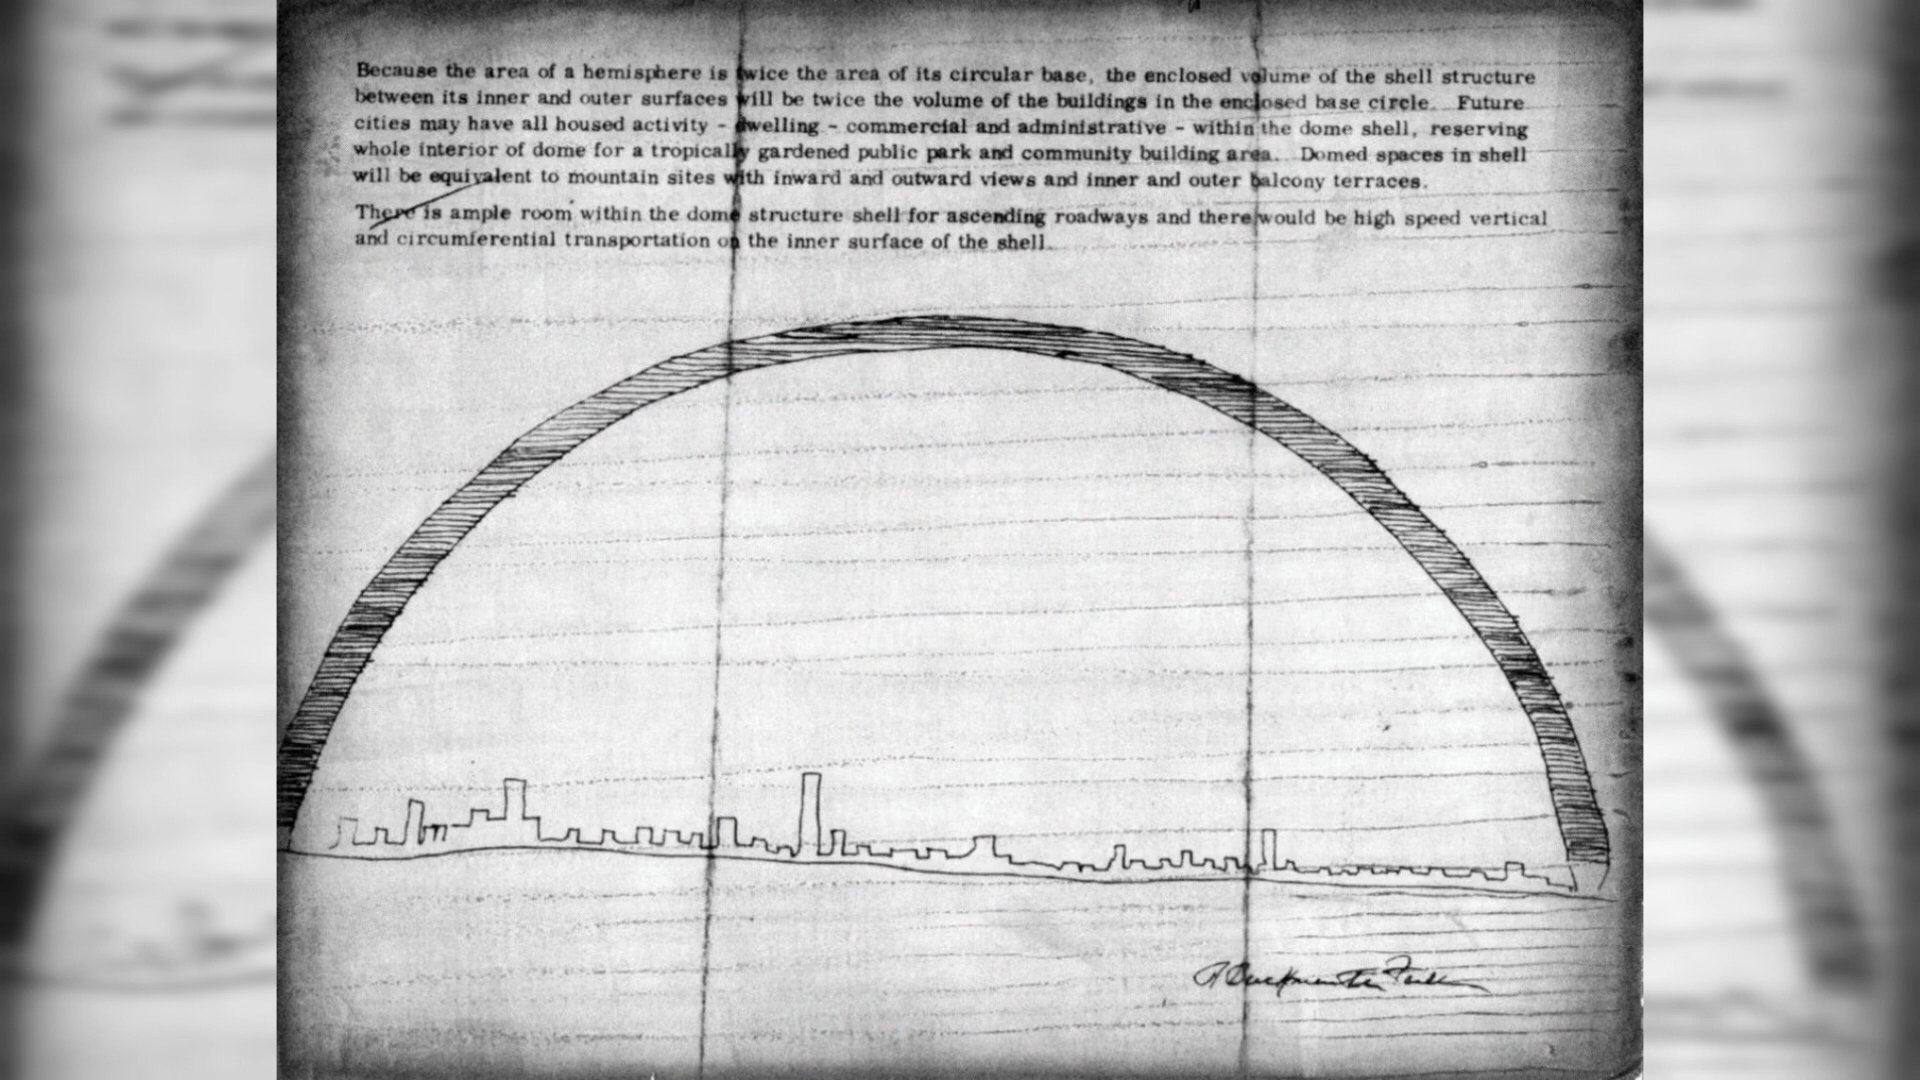 Because the area of a hemisphere is twice the area of its circular base, the enclosed volume of the shell structure
between its inner and outer surfaces will be twice the volume of the buildings in the enclosed base circle. Future
cities may have all housed activity - dwelling - commercial and administrative - within the dome shell, reserving
whole interior of dome for a tropically gardened public park and community building area. Domed spaces in shell
will be equivalent to mountain sites with inward and outward views and inner and outer balcony terraces.
There is ample room within the dome structure shell for ascending roadways and there would be high speed vertical
and circumferential transportation on the inner surface of the shell.
R Buckminster Fuller